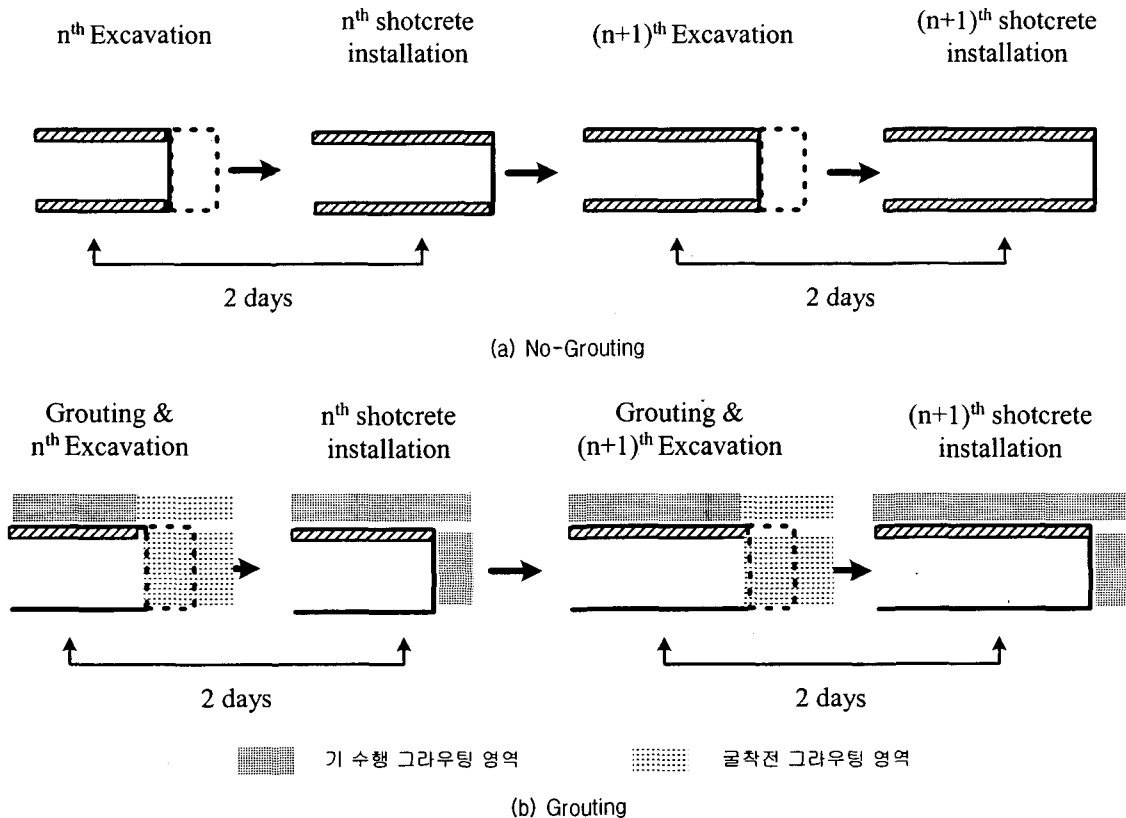 nth Excavation
nth shotcrete
installation
(n+1)th Excavation
(n+1)th shotcrete
installation
2 days
2 days
(a) No-Grouting
Grouting &
nth Excavation
nth shotcrete
installation
Grouting &
(n+1)th Excavation
(n+1)th shotcrete
installation
2 days
2 days
기 수행 그라우팅 영역
굴착전 그라우팅 영역
(b) Grouting